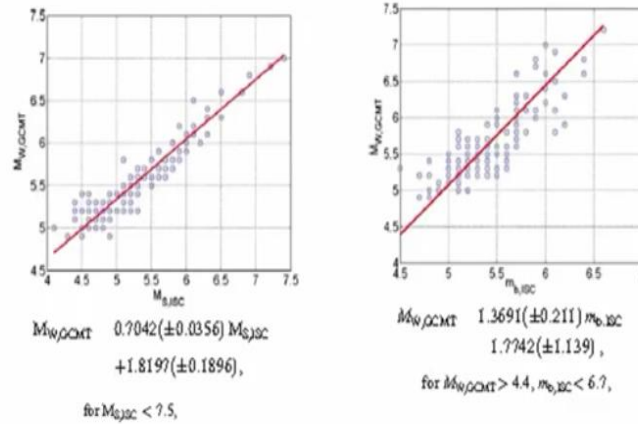 7.5
7
6.5
6
5.5
5
4.5
M_W,GCMT
4 4.5 5 5.5 6 6.5 7 7.5
M_S,ISC
7.5
7
6.5
6
5.5
5
4.5
4
M_W,GCMT
4.5 5 5.5 6 6.5
m_b,ISC
M_W,GCMT 0.7042(±0.0356) M_S,ISC
+1.8197(±0.1896),
for M_S,ISC < 7.5,
M_W,GCMT 1.3691(±0.211) m_b,ISC
1.7742(±1.139) ,
for M_W,GCMT > 4.4, m_b,ISC < 6.7,